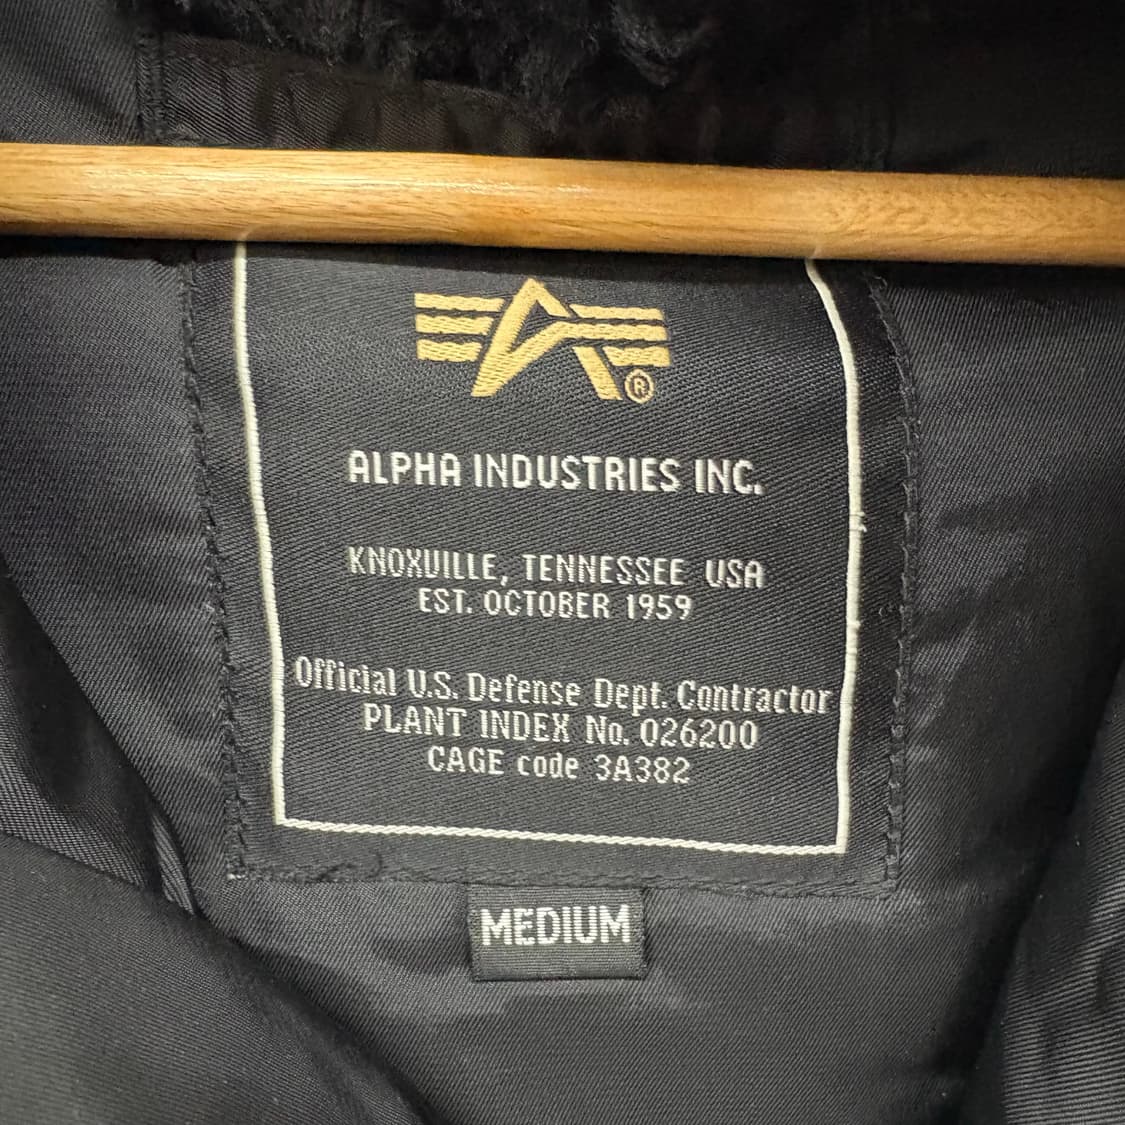 ALPHA INDUSTRIES INC.
KNOXVILLE, TENNESSEE USA
EST. OCTOBER 1959
Official U.S. Defense Dept. Contractor
PLANT INDEX No. 026200
CAGE code 3A382
MEDIUM